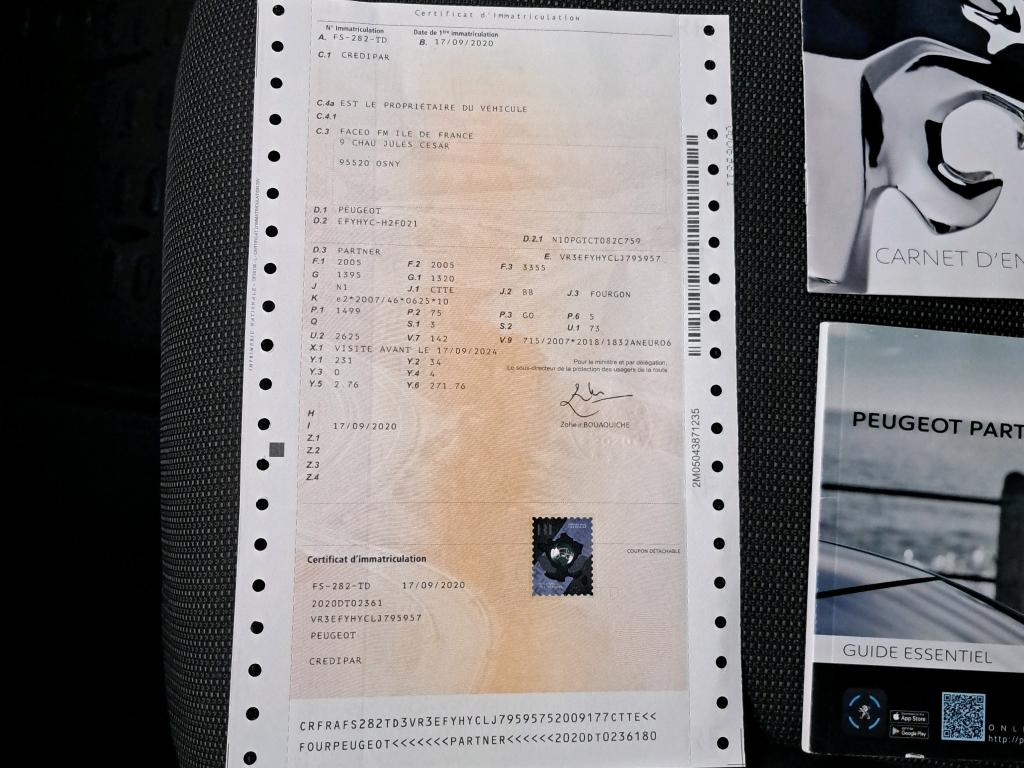 Certificat d'Immatriculation
N° Immatriculation
Date de 1ère immatriculation
A. FS-282-TD
B. 17/09/2020
C.1 CREDIPAR
C.4a EST LE PROPRIÉTAIRE DU VÉHICULE
C.4.1
C.3 FACEO FM ILE DE FRANCE
9 CHAU JULES CESAR
95520 OSNY
D.1 PEUGEOT
D.2 EFYHYC-H2F021
D.2.1 N10PGTCT082C759
D.3 PARTNER
E. VR3EFYHYCLJ795957
F.1 2005 F.2 2005 F.3 3355
G 1395 G.1 1320
J N1 J.1 CTTE J.2 BB J.3 FOURGON
K e2*2007/46*0625*10
P.1 1499 P.2 75 P.3 GO P.6 5
Q S.1 3 S.2 U.1 73
U.2 2625 V.7 142 V.9 715/2007*2018/1832ANEURO6
X.1 VISITE AVANT LE 17/09/2024
Y.1 231 Y.2 34
Y.3 0 Y.4 4
Y.5 2.76 Y.6 271.76
Pour le ministre et par délégation,
Le sous-directeur de la protection des usagers de la route
Zoheir BOUAOUICHE
H
I 17/09/2020
Z.1
Z.2
Z.3
Z.4
2M05043871235
COUPON DÉTACHABLE
Certificat d'immatriculation
FS-282-TD 17/09/2020
2020DT02361
VR3EFYHYCLJ795957
PEUGEOT
CREDIPAR
CRFRAFS282TD3VR3EFYHYCLJ79595752009177CTTE<<
FOURPEUGEOT<<<<<<<PARTNER<<<<<<2020DT0236180
CARNET D'EN
PEUGEOT PART
GUIDE ESSENTIEL
App Store
Google Play
ONL
http://p